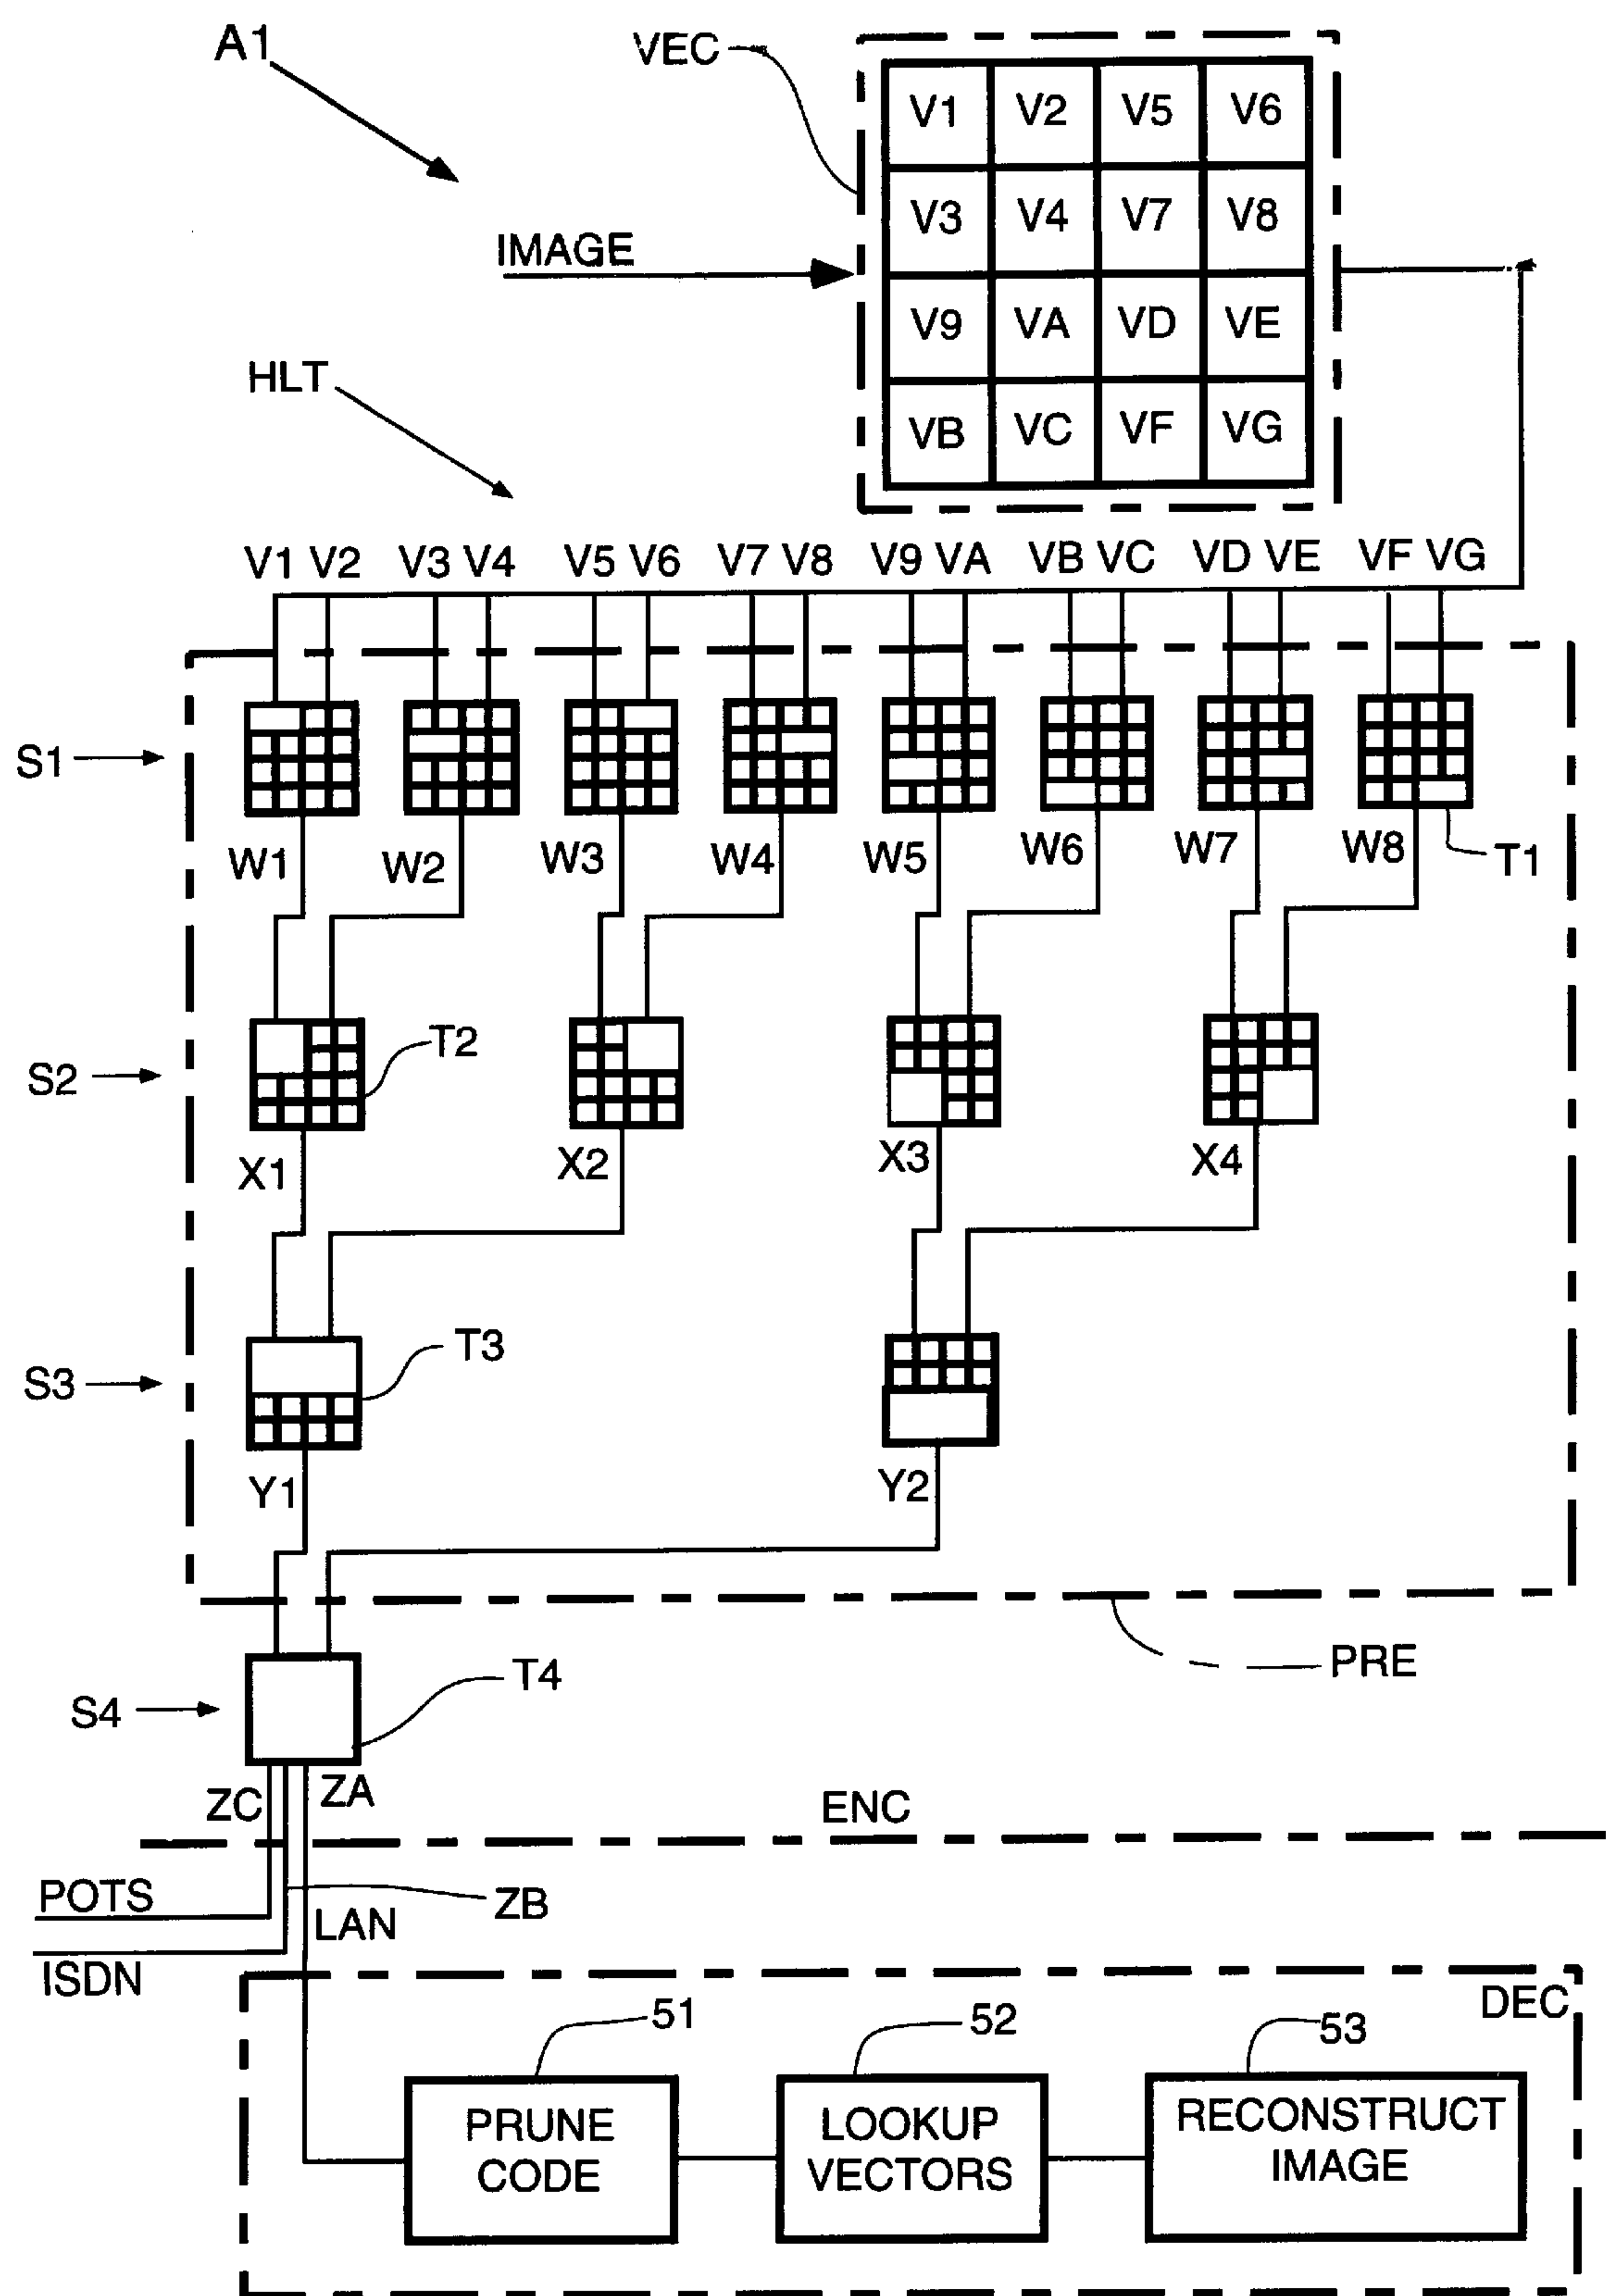 A1
VEC
V1 V2 V5 V6
V3 V4 V7 V8
IMAGE
V9 VA VD VE
HLT
VB VC VF VG
V1 V2 V3 V4 V5 V6 V7 V8 V9 VA VB VC VD VE VF VG
S1
W1 W2 W3 W4 W5 W6 W7 W8 T1
S2
T2
X1 X2 X3 X4
S3
T3
Y1 Y2
PRE
S4
T4
ZC ZA
ENC
POTS
ZB
LAN
ISDN
DEC
51 52 53
PRUNE
CODE
LOOKUP
VECTORS
RECONSTRUCT
IMAGE